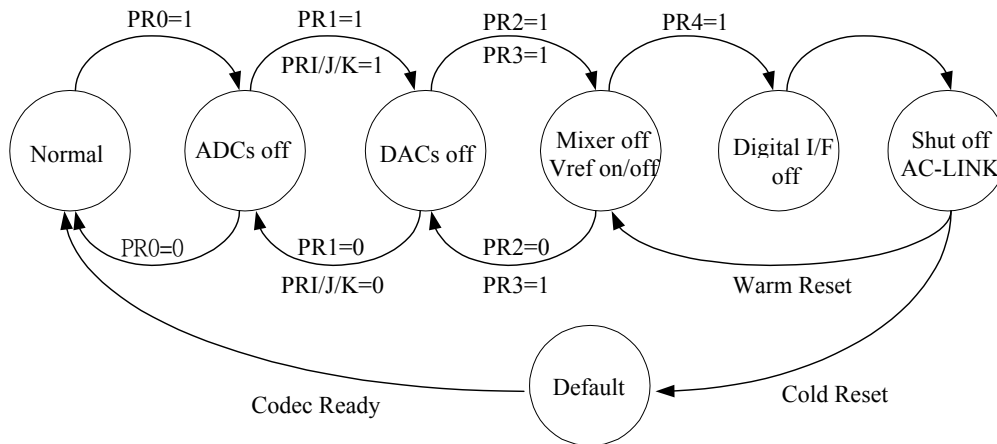 PR0=1
PR1=1
PRI/J/K=1
PR2=1
PR3=1
PR4=1
Normal
ADCs off
DACs off
Mixer off
Vref on/off
Digital I/F
off
Shut off
AC-LINK
PR0=0
PR1=0
PRI/J/K=0
PR2=0
PR3=1
Warm Reset
Default
Codec Ready
Cold Reset